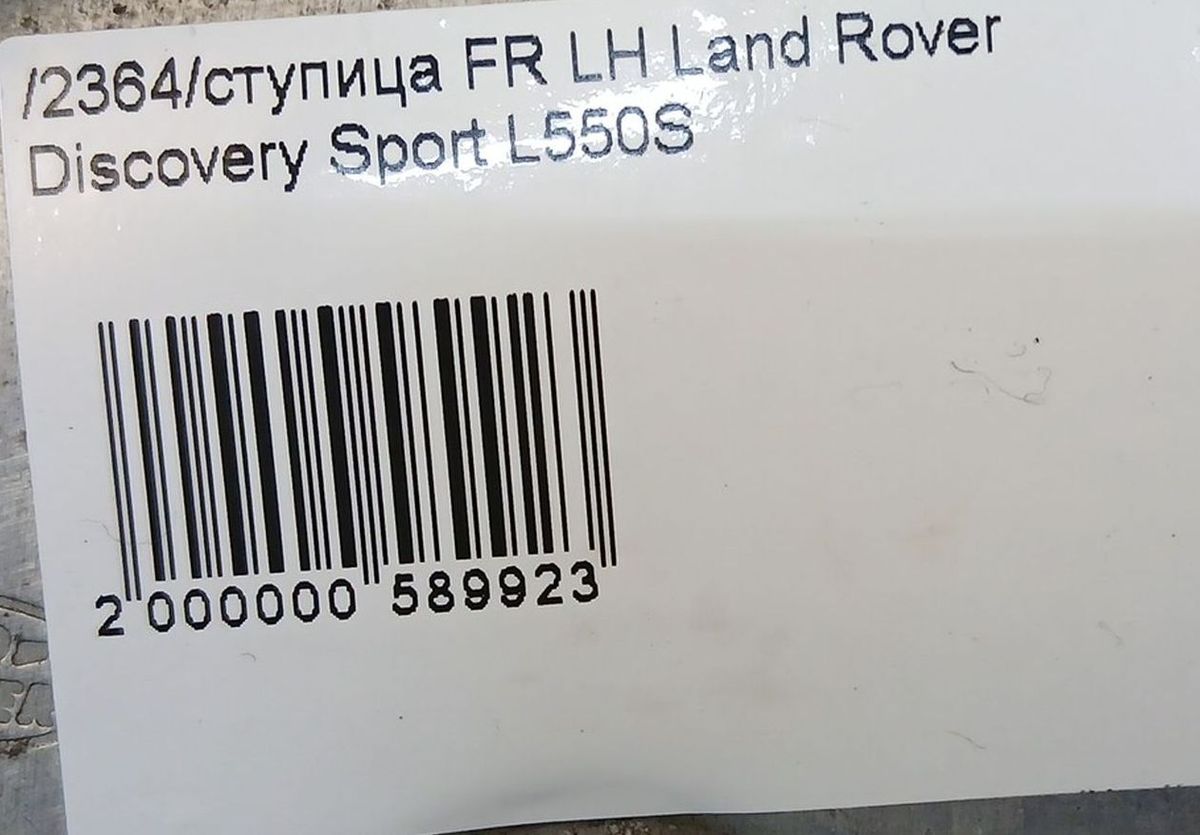 /2364/ступица FR LH Land Rover
Discovery Sport L550S
2 000000 589923